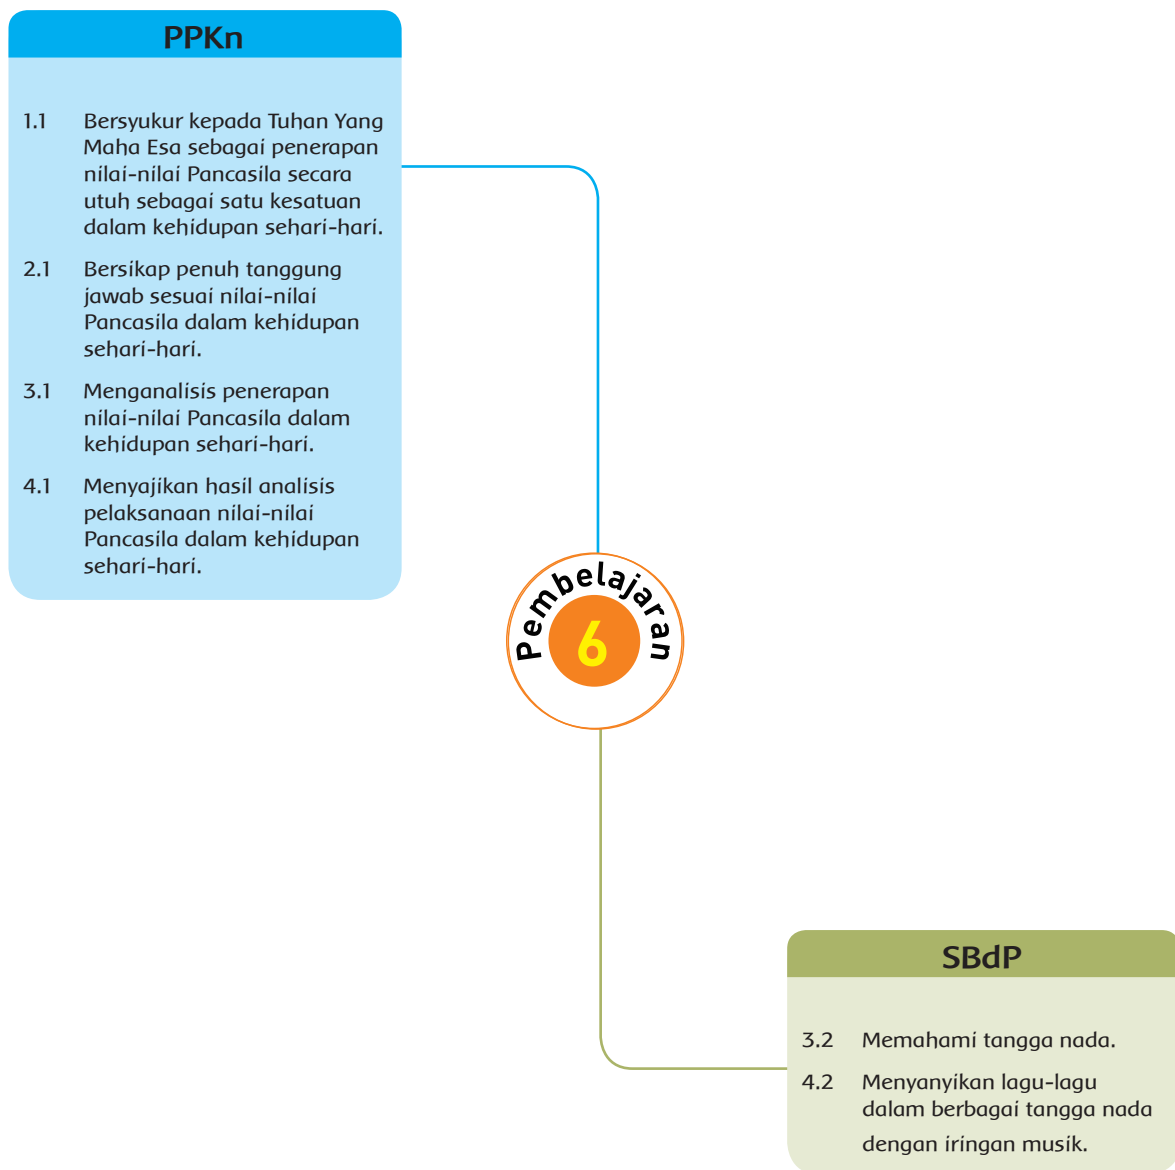 PPKn
1.1 Bersyukur kepada Tuhan Yang
Maha Esa sebagai penerapan
nilai-nilai Pancasila secara
utuh sebagai satu kesatuan
dalam kehidupan sehari-hari.
2.1 Bersikap penuh tanggung
jawab sesuai nilai-nilai
Pancasila dalam kehidupan
sehari-hari.
3.1 Menganalisis penerapan
nilai-nilai Pancasila dalam
kehidupan sehari-hari.
4.1 Menyajikan hasil analisis
pelaksanaan nilai-nilai
Pancasila dalam kehidupan
sehari-hari.
Pembelajaran
6
SBdP
3.2 Memahami tangga nada.
4.2 Menyanyikan lagu-lagu
dalam berbagai tangga nada
dengan iringan musik.